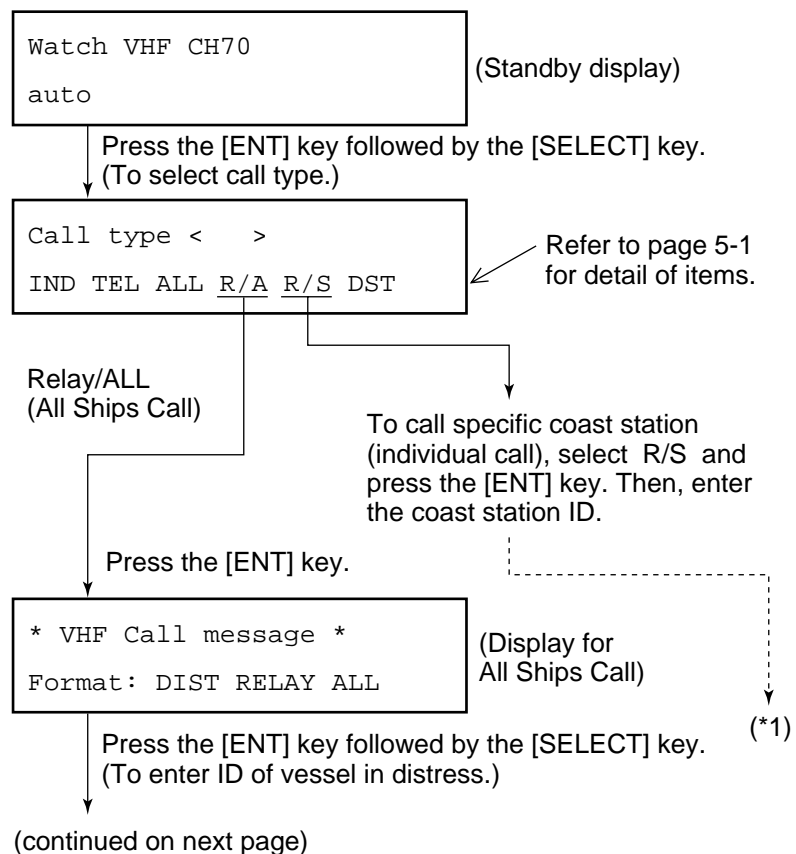 Watch VHF CH70
auto
(Standby display)
Press the [ENT] key followed by the [SELECT] key.
(To select call type.)
Call type <   >
IND TEL ALL R/A R/S DST
Refer to page 5-1
for detail of items.
Relay/ALL
(All Ships Call)
To call specific coast station
(individual call), select R/S and
press the [ENT] key. Then, enter
the coast station ID.
Press the [ENT] key.
* VHF Call message *
Format: DIST RELAY ALL
(Display for
All Ships Call)
(*1)
Press the [ENT] key followed by the [SELECT] key.
(To enter ID of vessel in distress.)
(continued on next page)